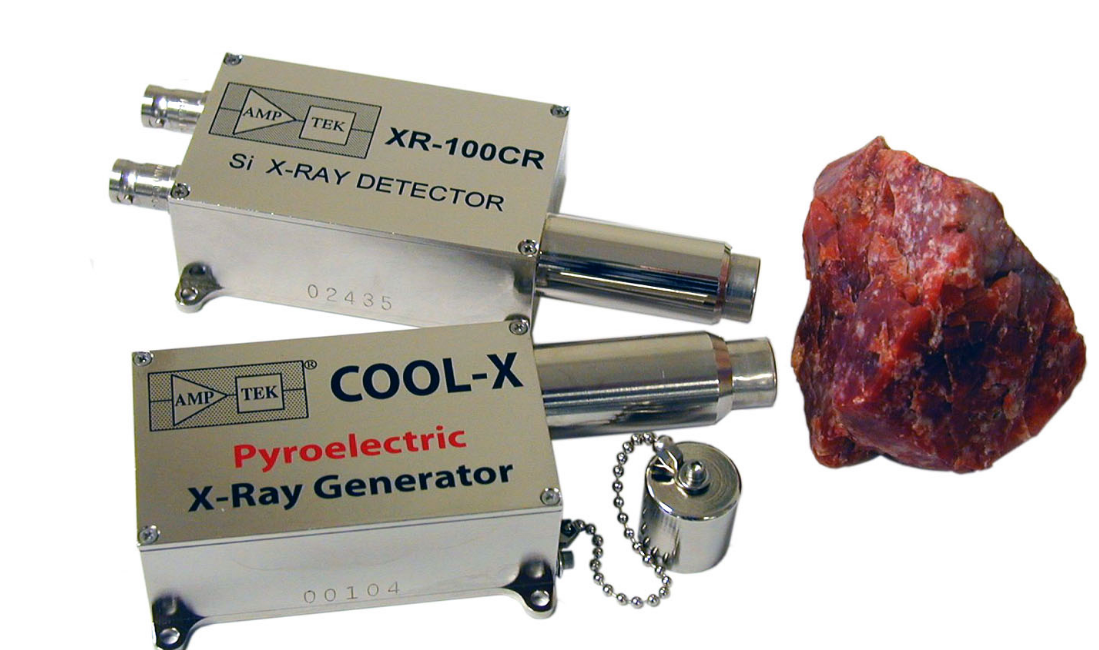 AMP TEK
XR-100CR
Si X-RAY DETECTOR
02435
AMP TEK ®
COOL-X
Pyroelectric
X-Ray Generator
00104